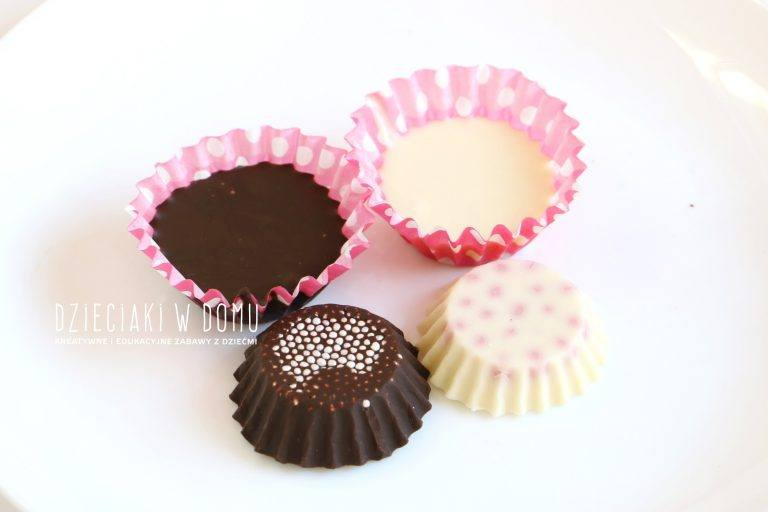 DZIECIAKI W DOMU
KREATYWNE I EDUKACYJNE ZABAWY Z DZIEĆMI